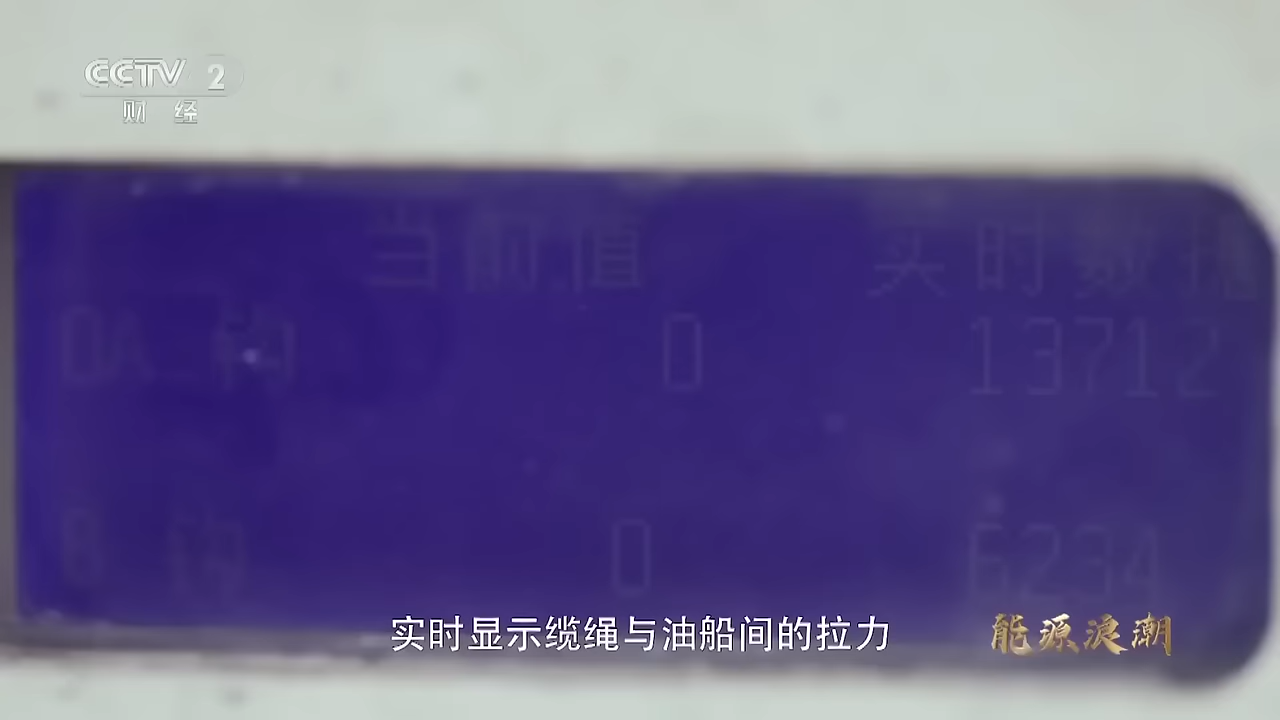 CCTV 2
财经
当前值 实时数据
0A 钩 0 13712
B 钩 0 6234
实时显示缆绳与油船间的拉力
能源浪潮